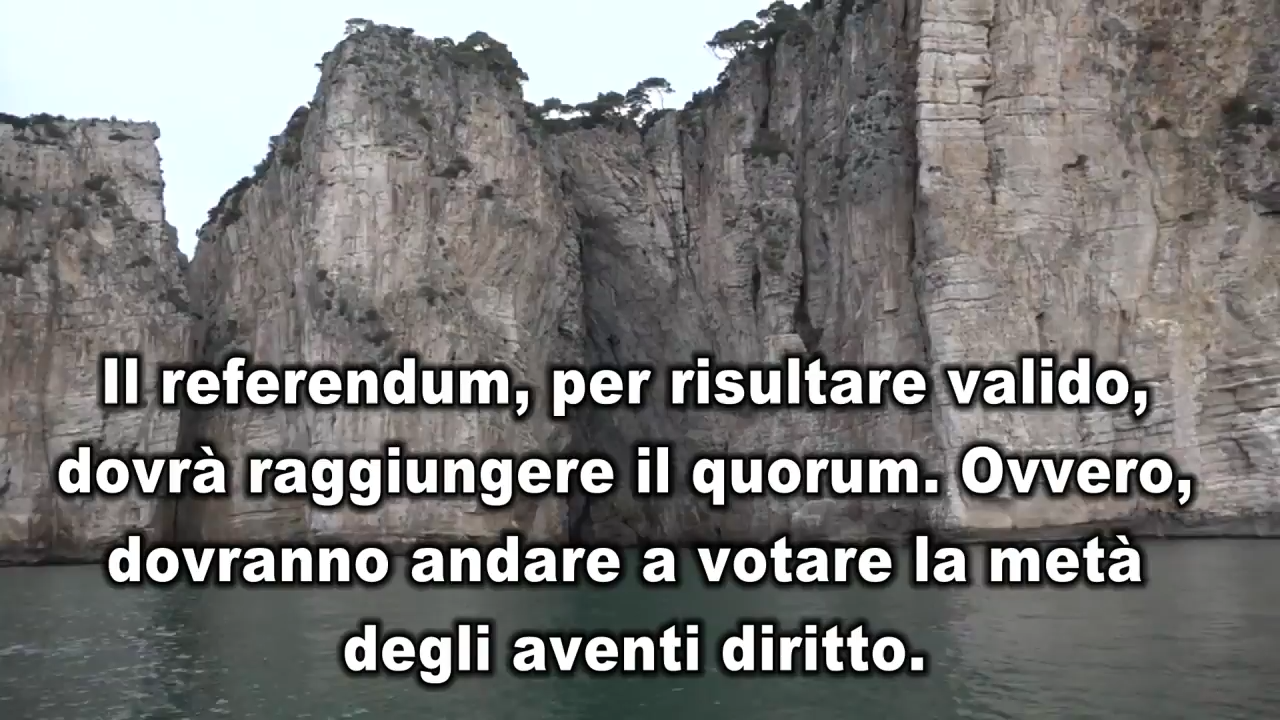 Il referendum, per risultare valido,
dovrà raggiungere il quorum. Ovvero,
dovranno andare a votare la metà
degli aventi diritto.